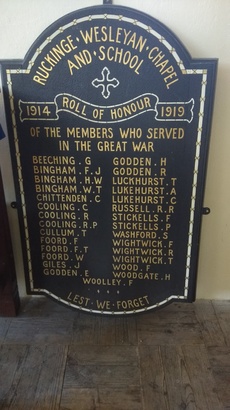 RUCKINGE · WESLEYAN · CHAPEL
AND · SCHOOL
1914 ROLL OF HONOUR 1919
OF THE MEMBERS WHO SERVED
IN THE GREAT WAR
BEECHING . G
BINGHAM . F. J
BINGHAM . H. W
BINGHAM . W. T
CHITTENDEN . C
COOLING . C
COOLING . R
COOLING . R. P
CULLUM . T
FOORD . F
FOORD . F. T
FOORD . W
GILES . J
GODDEN . E
GODDEN . H
GODDEN . R
LUCKHURST . T
LUKEHURST . A
LUKEHURST . C
RUSSELL . R. R
STICKELLS . F
STICKELLS . P
WASHFORD . S
WIGHTWICK . F
WIGHTWICK . R
WIGHTWICK . T
WOOD . F
WOODGATE . H
WOOLLEY . F
LEST · WE · FORGET